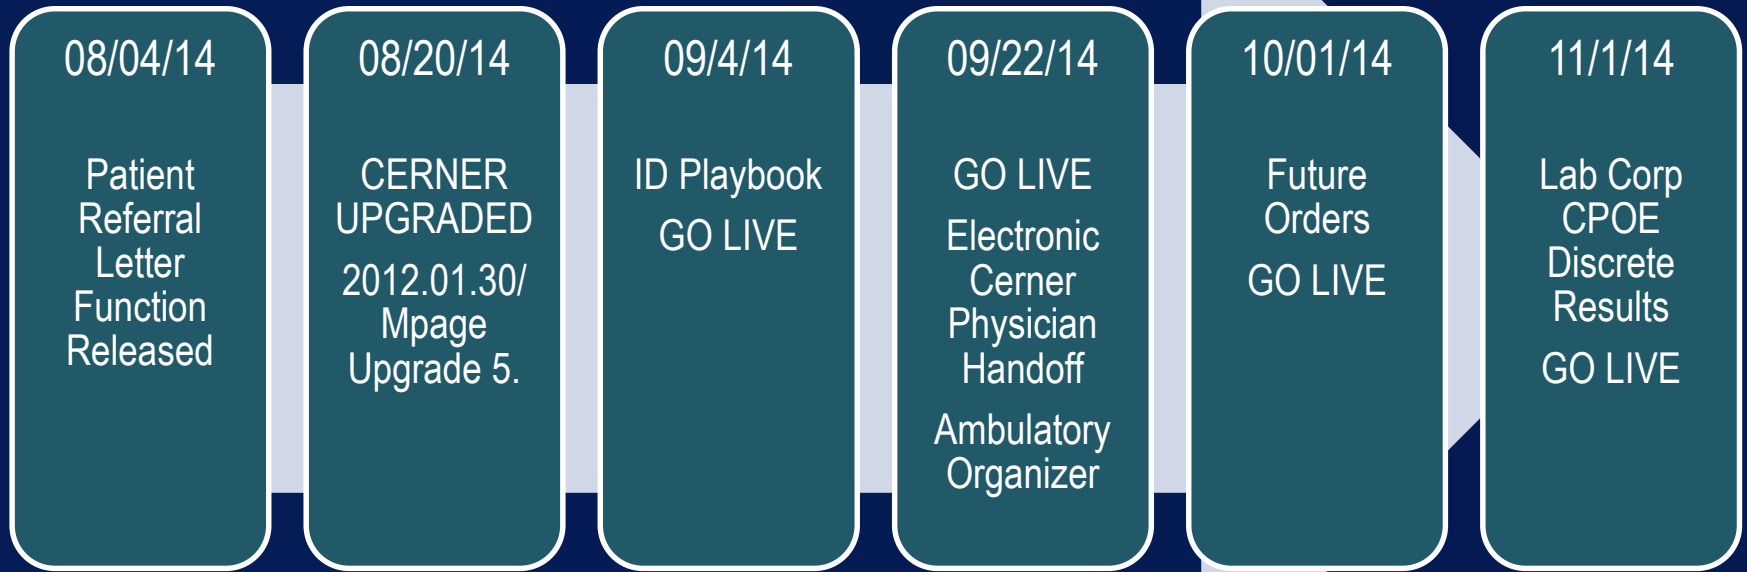 08/04/14
Patient
Referral
Letter
Function
Released
08/20/14
CERNER
UPGRADED
2012.01.30/
Mpage
Upgrade 5.
09/4/14
ID Playbook
GO LIVE
09/22/14
GO LIVE
Electronic
Cerner
Physician
Handoff
Ambulatory
Organizer
10/01/14
Future
Orders
GO LIVE
11/1/14
Lab Corp
CPOE
Discrete
Results
GO LIVE